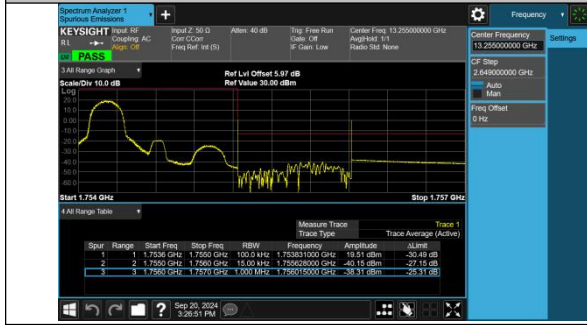 Spectrum Analyzer 1
Spurious Emissions
Frequency
KEYSIGHT
Input: RF
Input Z: 50 Ω
Atten: 40 dB
Trig: Free Run
Center Freq: 13.255000000 GHz
R L
Coupling: AC
Corr CCorr
Gate: Off
Avg|Hold: 1/1
Align: Off
Freq Ref: Int (S)
IF Gain: Low
Radio Std: None
PASS
3 All Range Graph
Ref Lvl Offset 5.97 dB
Scale/Div 10.0 dB
Ref Value 30.00 dBm
Log
20.0
10.0
0.00
-10.0
-20.0
-30.0
-40.0
-50.0
-60.0
Start 1.754 GHz
Stop 1.757 GHz
4 All Range Table
Measure Trace
Trace 1
Trace Type
Trace Average (Active)
Spur Range Start Freq Stop Freq RBW Frequency Amplitude ΔLimit
1 1 1.7536 GHz 1.7550 GHz 100.0 kHz 1.753831000 GHz 19.51 dBm -30.49 dB
2 2 1.7550 GHz 1.7560 GHz 15.00 kHz 1.755628000 GHz -40.15 dBm -27.15 dB
3 3 1.7560 GHz 1.7570 GHz 1.000 MHz 1.756015000 GHz -38.31 dBm -25.31 dB
Sep 20, 2024
3:26:51 PM
Center Frequency
13.255000000 GHz
Settings
CF Step
2.649000000 GHz
Auto
Man
Freq Offset
0 Hz